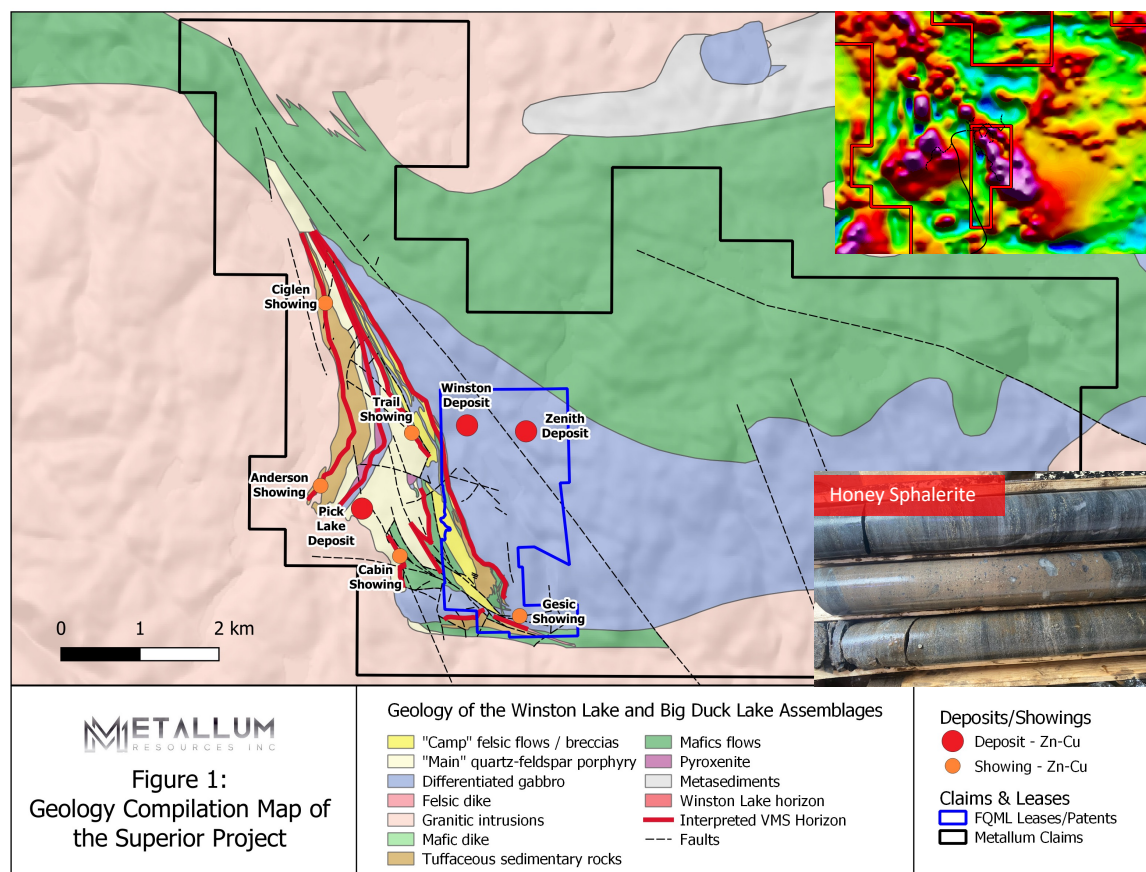 Honey Sphalerite
Ciglen
Showing
Trail
Showing
Winston
Deposit
Zenith
Deposit
Anderson
Showing
Pick
Lake
Deposit
Cabin
Showing
Gesic
Showing
0 1 2 km
METALLUM
RESOURCES INC
Figure 1:
Geology Compilation Map of
the Superior Project
Geology of the Winston Lake and Big Duck Lake Assemblages
"Camp" felsic flows / breccias
"Main" quartz-feldspar porphyry
Differentiated gabbro
Felsic dike
Granitic intrusions
Mafic dike
Tuffaceous sedimentary rocks
Mafics flows
Pyroxenite
Metasediments
Winston Lake horizon
Interpreted VMS Horizon
Faults
Deposits/Showings
Deposit - Zn-Cu
Showing - Zn-Cu
Claims & Leases
FQML Leases/Patents
Metallum Claims